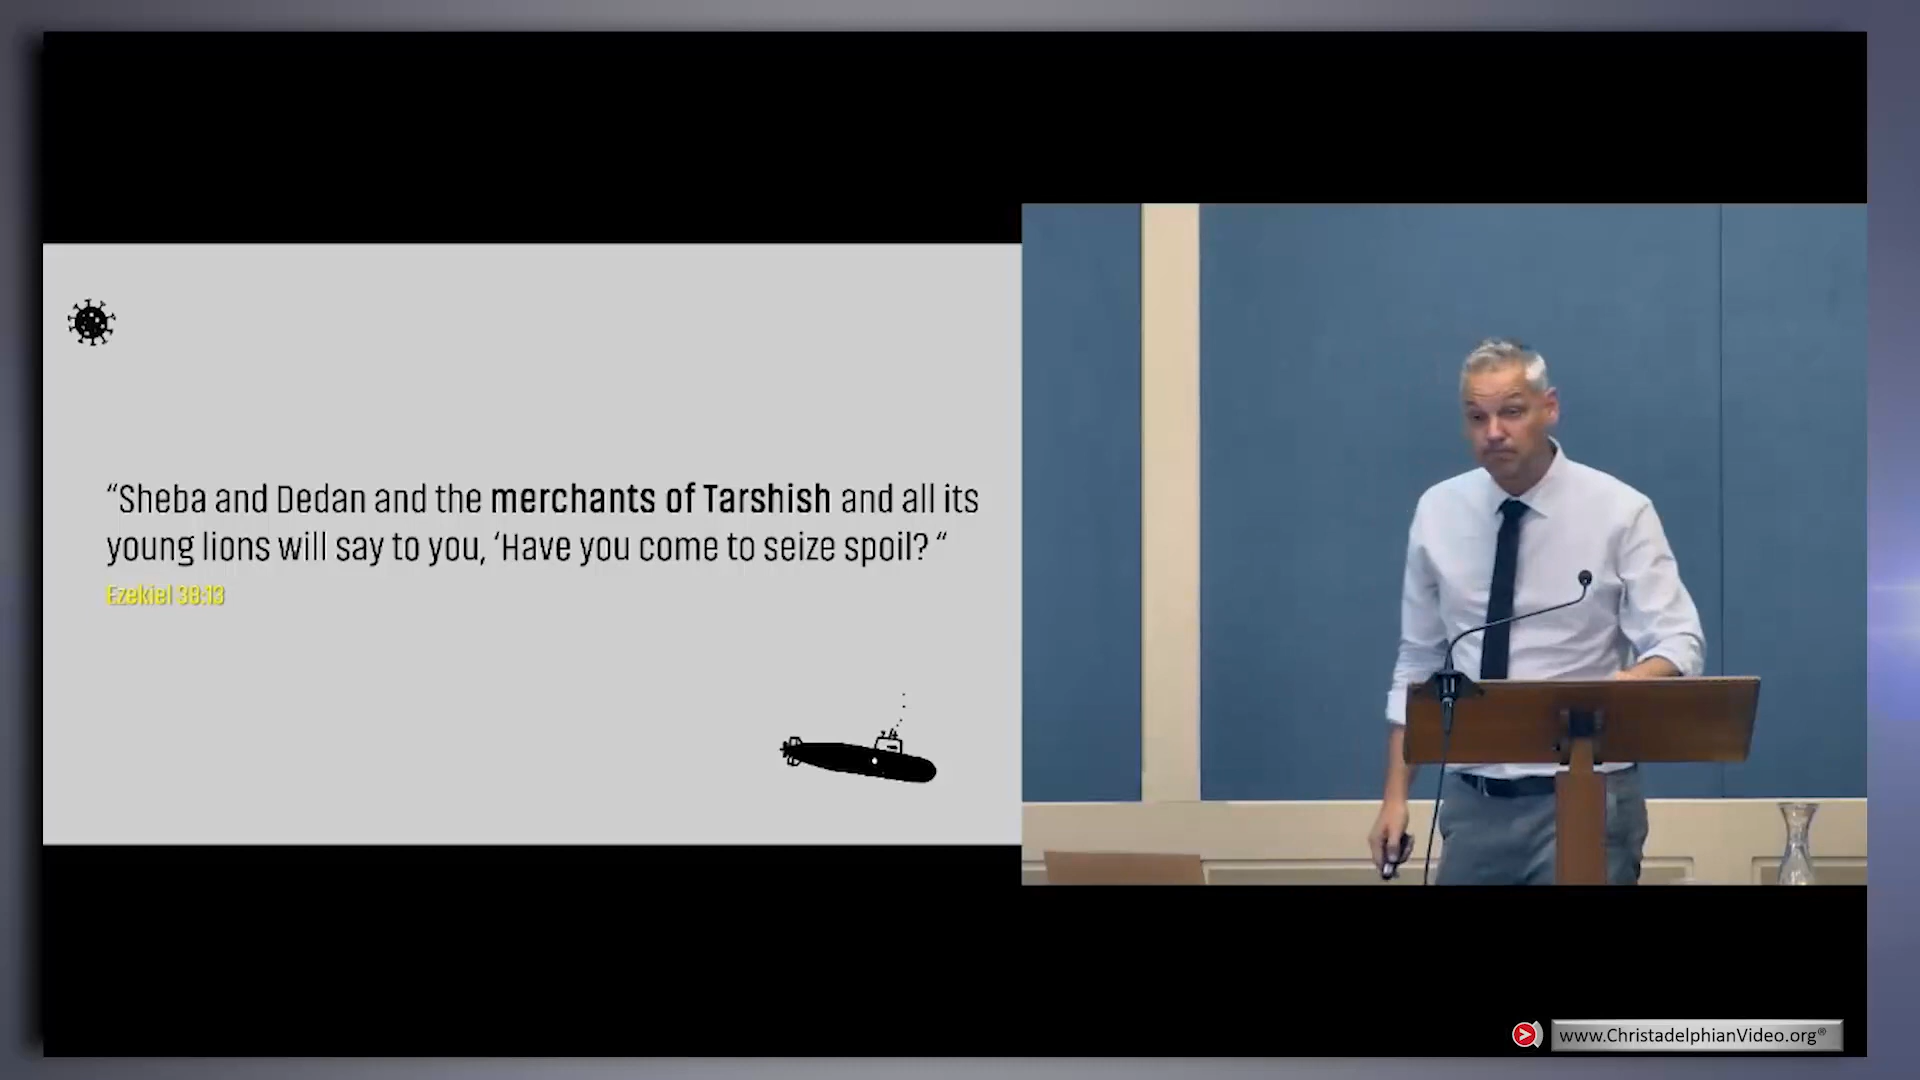 “Sheba and Dedan and the merchants of Tarshish and all its
young lions will say to you, ‘Have you come to seize spoil? “
Ezekiel 38:13
www.ChristadelphianVideo.org®